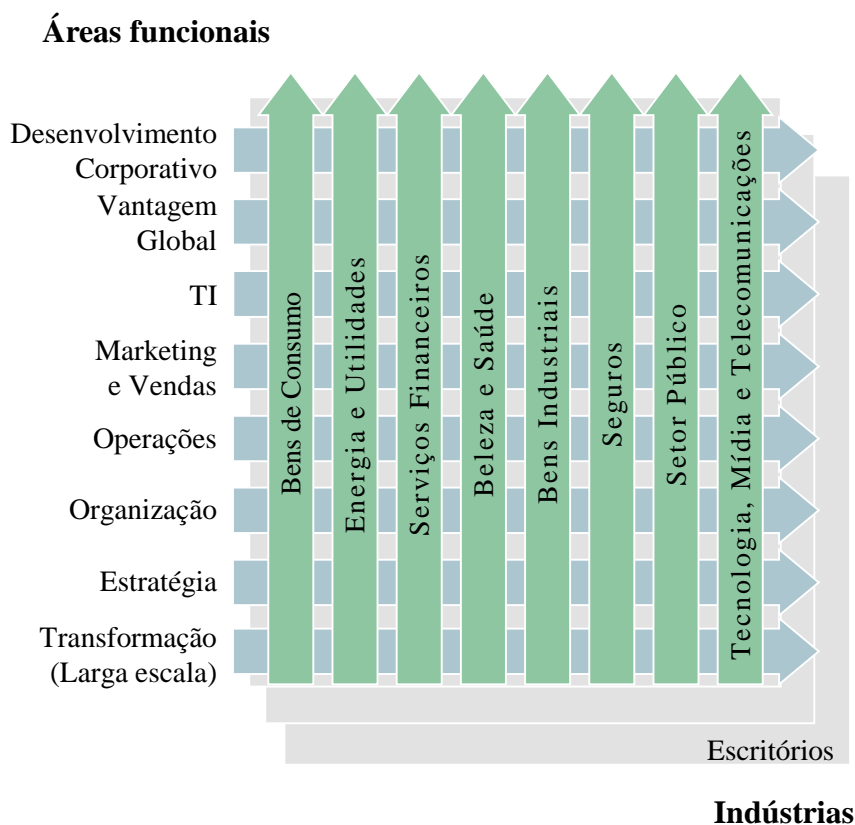 Áreas funcionais
Desenvolvimento
Corporativo
Vantagem
Global
TI
Marketing
e Vendas
Operações
Organização
Estratégia
Transformação
(Larga escala)
Bens de Consumo
Energia e Utilidades
Serviços Financeiros
Beleza e Saúde
Bens Industriais
Seguros
Setor Público
Tecnologia, Mídia e Telecomunicações
Escritórios
Indústrias